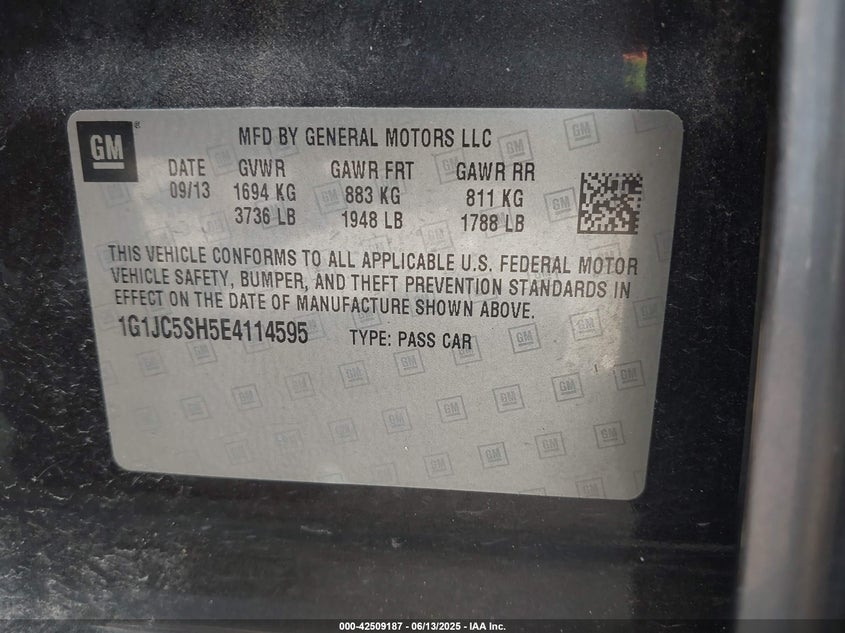 GM
MFD BY GENERAL MOTORS LLC
DATE GVWR GAWR FRT GAWR RR
09/13 1694 KG 883 KG 811 KG
3736 LB 1948 LB 1788 LB
THIS VEHICLE CONFORMS TO ALL APPLICABLE U.S. FEDERAL MOTOR
VEHICLE SAFETY, BUMPER, AND THEFT PREVENTION STANDARDS IN
EFFECT ON THE DATE OF MANUFACTURE SHOWN ABOVE.
1G1JC5SH5E4114595 TYPE: PASS CAR
000-42509187 - 06/13/2025 - IAA Inc.